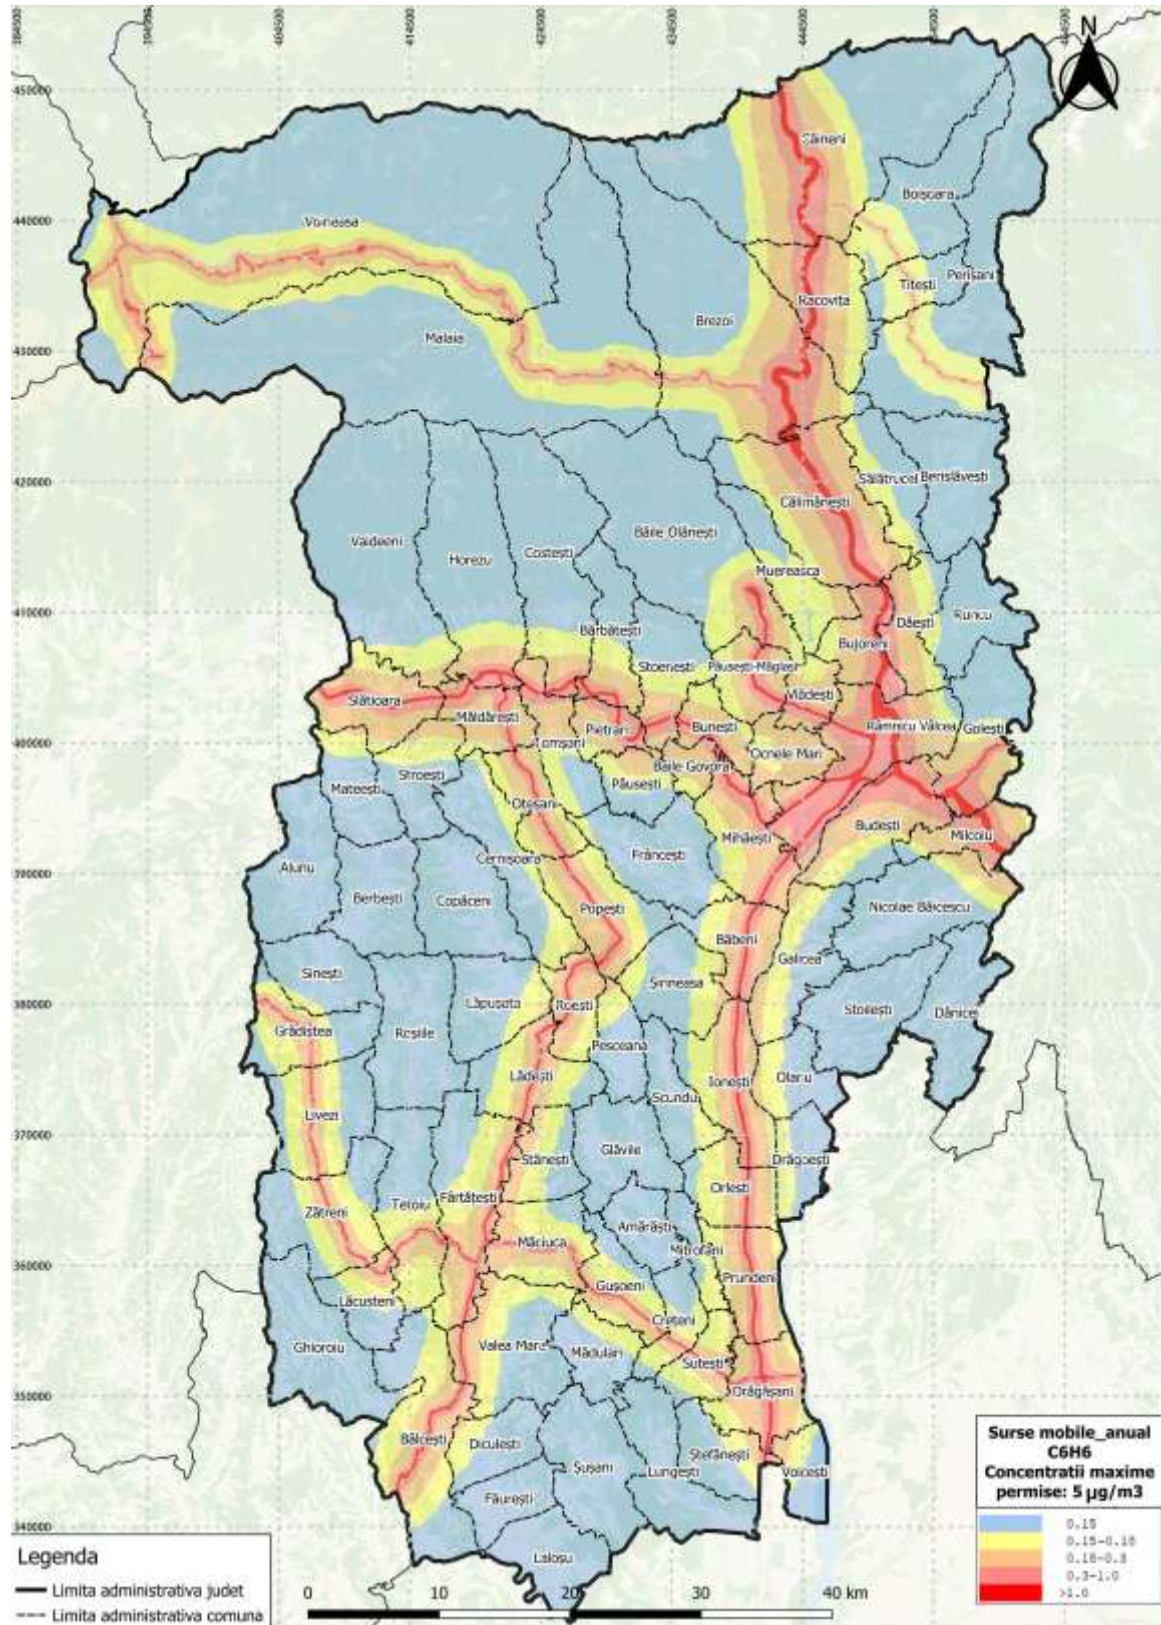 N
450000
Căineni
Boișoara
440000
Voineasa
Titești
Perișani
Racovița
Brezoi
Malaia
430000
420000
Sălătrucel
Berislăvești
Călimănești
Băile Olănești
Vaideeni
Costești
Horezu
Muereasca
410000
Runcu
Dăești
Bărbătești
Bujoreni
Stoenești
Păusești-Măglași
Vlădești
Slătioara
Măldărești
Pietrari
Bunești
Râmnicu Vâlcea
Golești
400000
Tomșani
Ocnele Mari
Băile Govora
Stroești
Mateești
Păușești
Oteșani
Budești
Milcoiu
Mihăești
Frâncești
Cernișoara
Alunu
390000
Berbești
Copăceni
Popești
Nicolae Bălcescu
Băbeni
Galicea
Sinești
Șirineasa
380000
Lăpușata
Roești
Stoilești
Dănice
Grădiștea
Roșiile
Pesceana
Lădești
Ionești
Olanu
Scundu
Livezi
370000
Glăvile
Stănești
Drăgoești
Orlești
Fârtățești
Tetoiu
Zătreni
Amărăști
Măciuca
Mitrofani
360000
Prundeni
Gușoeni
Lăcusteni
Crețeni
Ghioroiu
Valea Mare
Mădulari
Sutești
350000
Drăgășani
Bălcești
Diculești
Ștefănești
Șușani
Lungești
Voicești
Făurești
340000
Laloșu
Surse mobile_anual
C6H6
Concentratii maxime
permise: 5 µg/m3
0.15
0.15-0.18
0.18-0.3
0.3-1.0
>1.0
Legenda
Limita administrativa judet
Limita administrativa comuna
0 10 20 30 40 km